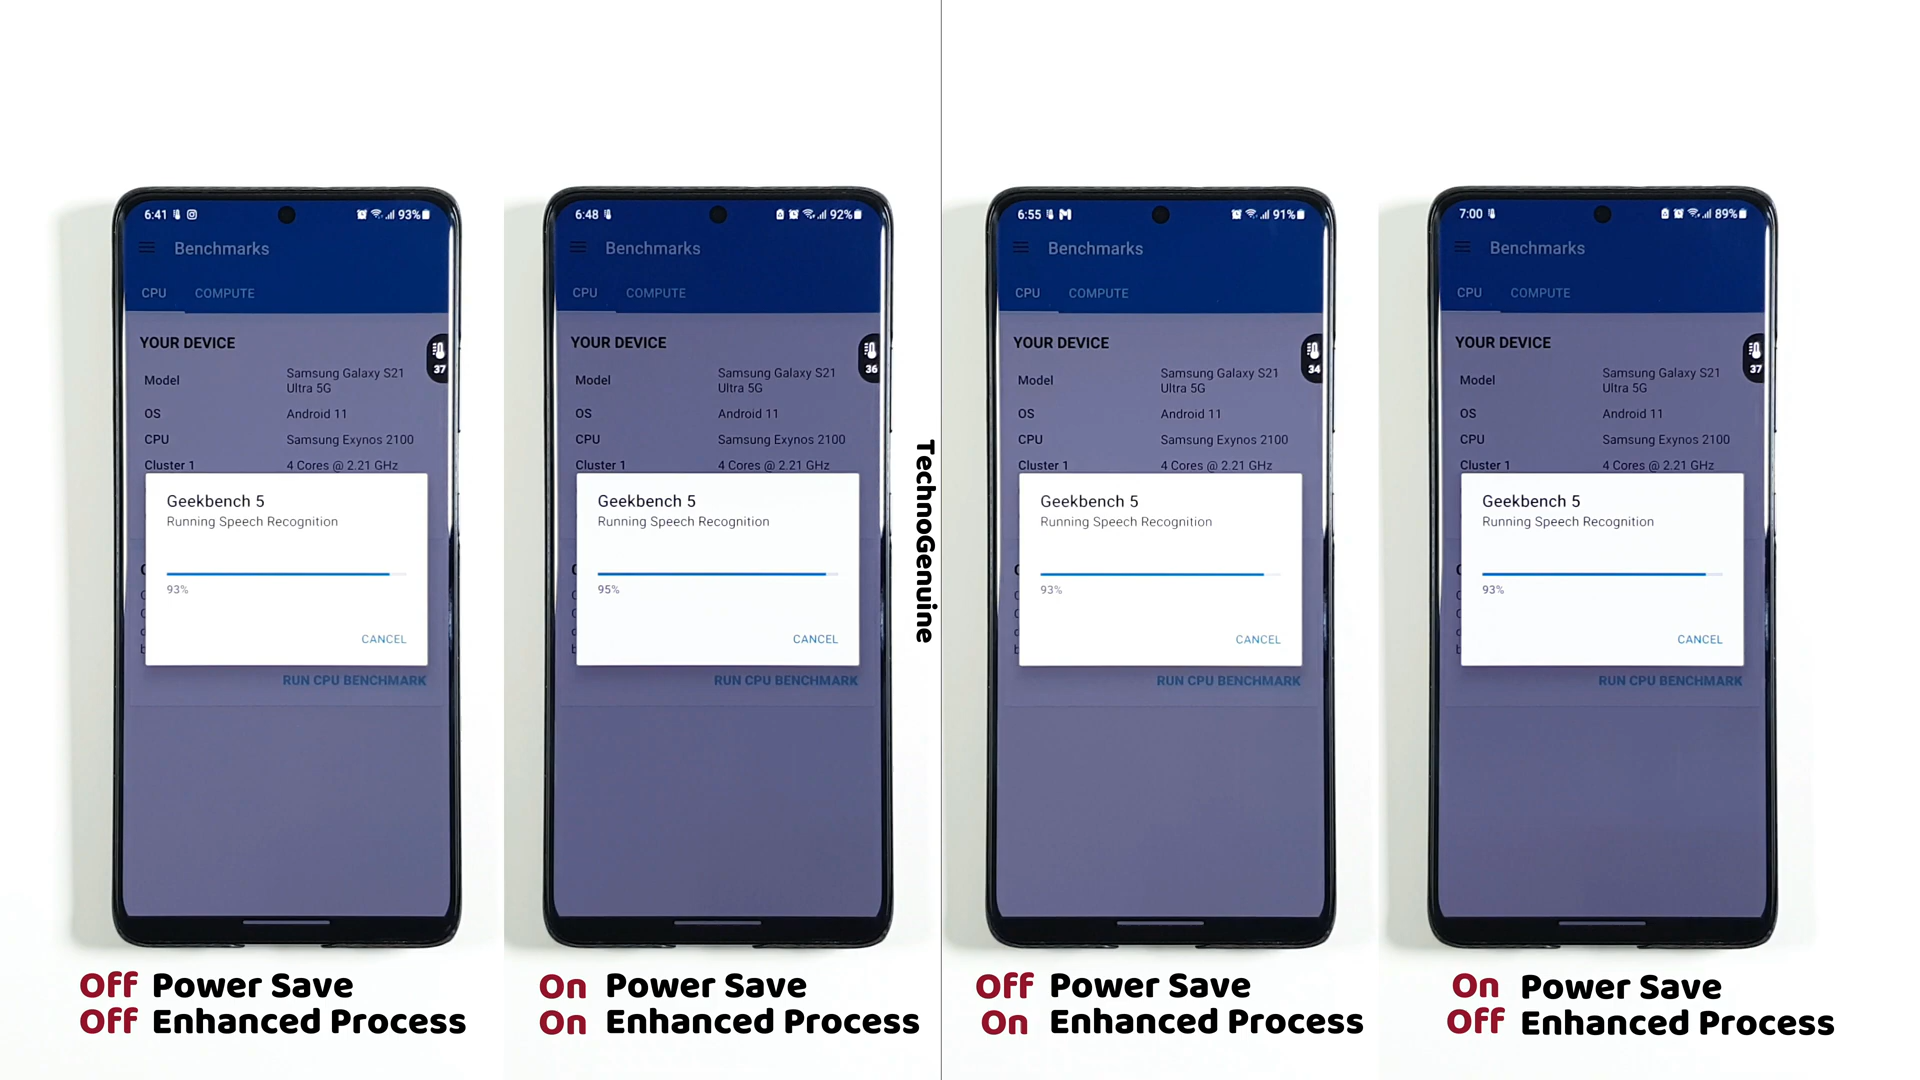 6:41 93%
Benchmarks
CPU COMPUTE
YOUR DEVICE
37
Model Samsung Galaxy S21
Ultra 5G
OS Android 11
CPU Samsung Exynos 2100
Cluster 1 4 Cores @ 2.21 GHz
Geekbench 5
Running Speech Recognition
93%
CANCEL
RUN CPU BENCHMARK
Off Power Save
Off Enhanced Process
6:48 92%
Benchmarks
CPU COMPUTE
YOUR DEVICE
36
Model Samsung Galaxy S21
Ultra 5G
OS Android 11
CPU Samsung Exynos 2100
Cluster 1 4 Cores @ 2.21 GHz
Geekbench 5
Running Speech Recognition
95%
CANCEL
RUN CPU BENCHMARK
On Power Save
On Enhanced Process
TechnoGenuine
6:55 91%
Benchmarks
CPU COMPUTE
YOUR DEVICE
34
Model Samsung Galaxy S21
Ultra 5G
OS Android 11
CPU Samsung Exynos 2100
Cluster 1 4 Cores @ 2.21 GHz
Geekbench 5
Running Speech Recognition
93%
CANCEL
RUN CPU BENCHMARK
Off Power Save
On Enhanced Process
7:00 89%
Benchmarks
CPU COMPUTE
YOUR DEVICE
37
Model Samsung Galaxy S21
Ultra 5G
OS Android 11
CPU Samsung Exynos 2100
Cluster 1 4 Cores @ 2.21 GHz
Geekbench 5
Running Speech Recognition
93%
CANCEL
RUN CPU BENCHMARK
On Power Save
Off Enhanced Process